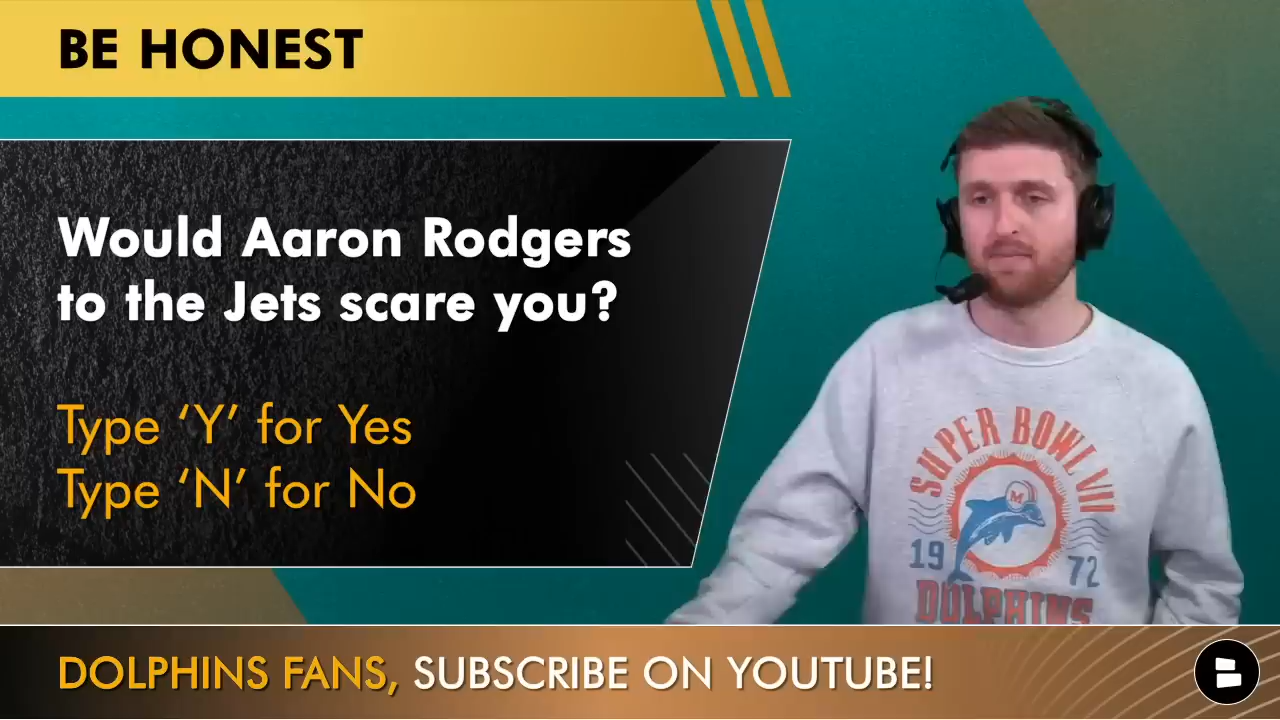 BE HONEST
Would Aaron Rodgers
to the Jets scare you?
Type ‘Y’ for Yes
Type ‘N’ for No
SUPER BOWL VII
M
19 72
DOLPHINS
DOLPHINS FANS, SUBSCRIBE ON YOUTUBE!